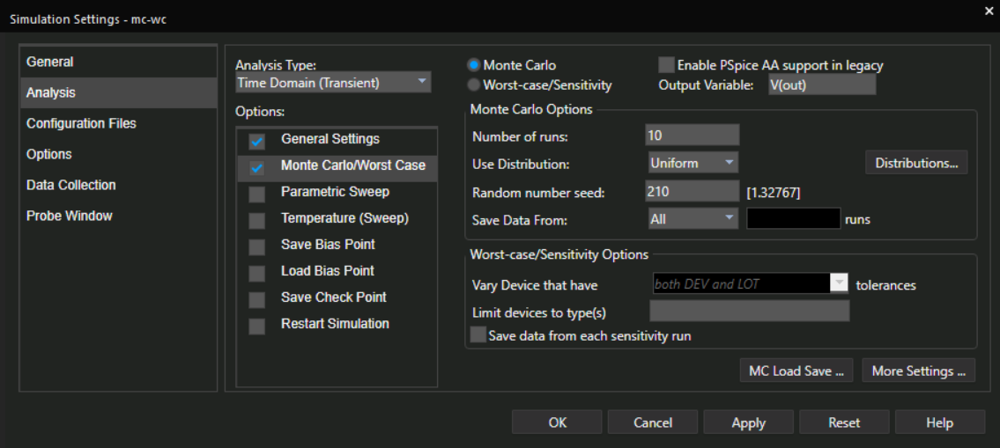 Simulation Settings - mc-wc
General
Analysis
Configuration Files
Options
Data Collection
Probe Window
Analysis Type:
Time Domain (Transient)
Options:
General Settings
Monte Carlo/Worst Case
Parametric Sweep
Temperature (Sweep)
Save Bias Point
Load Bias Point
Save Check Point
Restart Simulation
Monte Carlo
Worst-case/Sensitivity
Enable PSpice AA support in legacy
Output Variable: V(out)
Monte Carlo Options
Number of runs: 10
Use Distribution: Uniform Distributions...
Random number seed: 210 [1.32767]
Save Data From: All runs
Worst-case/Sensitivity Options
Vary Device that have both DEV and LOT tolerances
Limit devices to type(s)
Save data from each sensitivity run
MC Load Save ... More Settings ...
OK Cancel Apply Reset Help